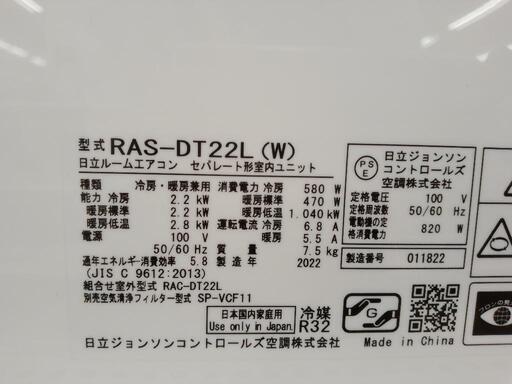 型式 RAS-DT22L (W)
日立ルームエアコン セパレート形室内ユニット
種類 冷房・暖房兼用
能力 冷房 2.2 kW
暖房標準 2.2 kW
暖房低温 2.8 kW
電源 100 V
50/60 Hz
消費電力 冷房 580 W
暖房標準 470 W
暖房低温 1.040 kW
運転電流 冷房 6.8 A
暖房 5.5 A
質量 7.5 kg
通年エネルギー消費効率 5.8
製造年 2022
(JIS C 9612:2013)
組合せ室外型式 RAC-DT22L
別売空気清浄フィルター型式 SP-VCF11
日本国内家庭用
Use only in Japan.
冷媒
R32
日立ジョンソンコントロールズ空調株式会社
PS
E
日立ジョンソン
コントロールズ
空調株式会社
定格電圧 100 V
定格周波数 50/60 Hz
電動機の定
格消費電力 820 W
製造番号 011822
G
Made in China